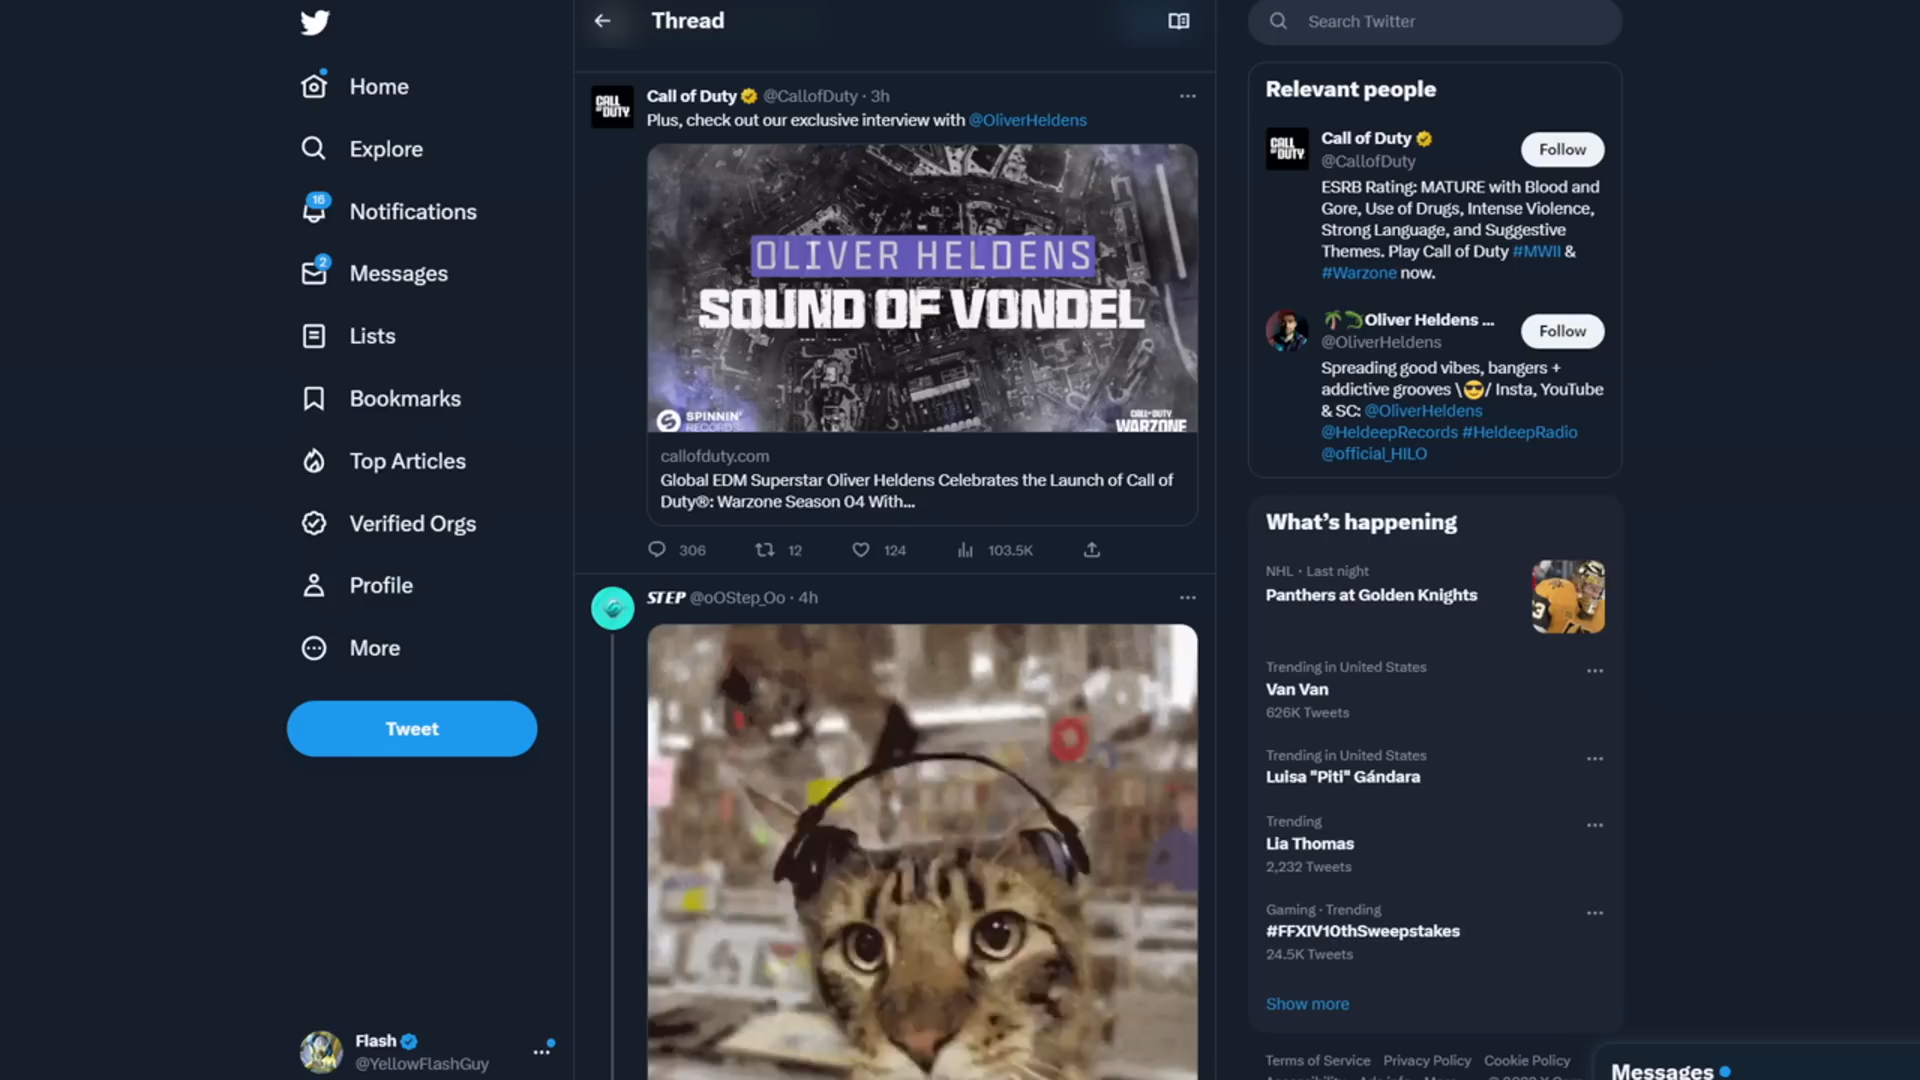 Home
Explore
16
Notifications
2
Messages
Lists
Bookmarks
Top Articles
Verified Orgs
Profile
More
Tweet
Flash
@YellowFlashGuy
Thread
CALL OF DUTY
Call of Duty @CallofDuty · 3h
Plus, check out our exclusive interview with @OliverHeldens
OLIVER HELDENS
SOUND OF VONDEL
SPINNIN'
RECORDS
CALL OF DUTY
WARZONE
callofduty.com
Global EDM Superstar Oliver Heldens Celebrates the Launch of Call of
Duty®: Warzone Season 04 With...
306 12 124 103.5K
STEP @oOStep_Oo · 4h
Search Twitter
Relevant people
CALL OF DUTY
Call of Duty
@CallofDuty
Follow
ESRB Rating: MATURE with Blood and
Gore, Use of Drugs, Intense Violence,
Strong Language, and Suggestive
Themes. Play Call of Duty #MWII &
#Warzone now.
Oliver Heldens ...
@OliverHeldens
Follow
Spreading good vibes, bangers +
addictive grooves \😎/ Insta, YouTube
& SC: @OliverHeldens
@HeldeepRecords #HeldeepRadio
@official_HILO
What's happening
NHL · Last night
Panthers at Golden Knights
Trending in United States
Van Van
626K Tweets
Trending in United States
Luisa "Piti" Gándara
Trending
Lia Thomas
2,232 Tweets
Gaming · Trending
#FFXIV10thSweepstakes
24.5K Tweets
Show more
Terms of Service Privacy Policy Cookie Policy
Messages